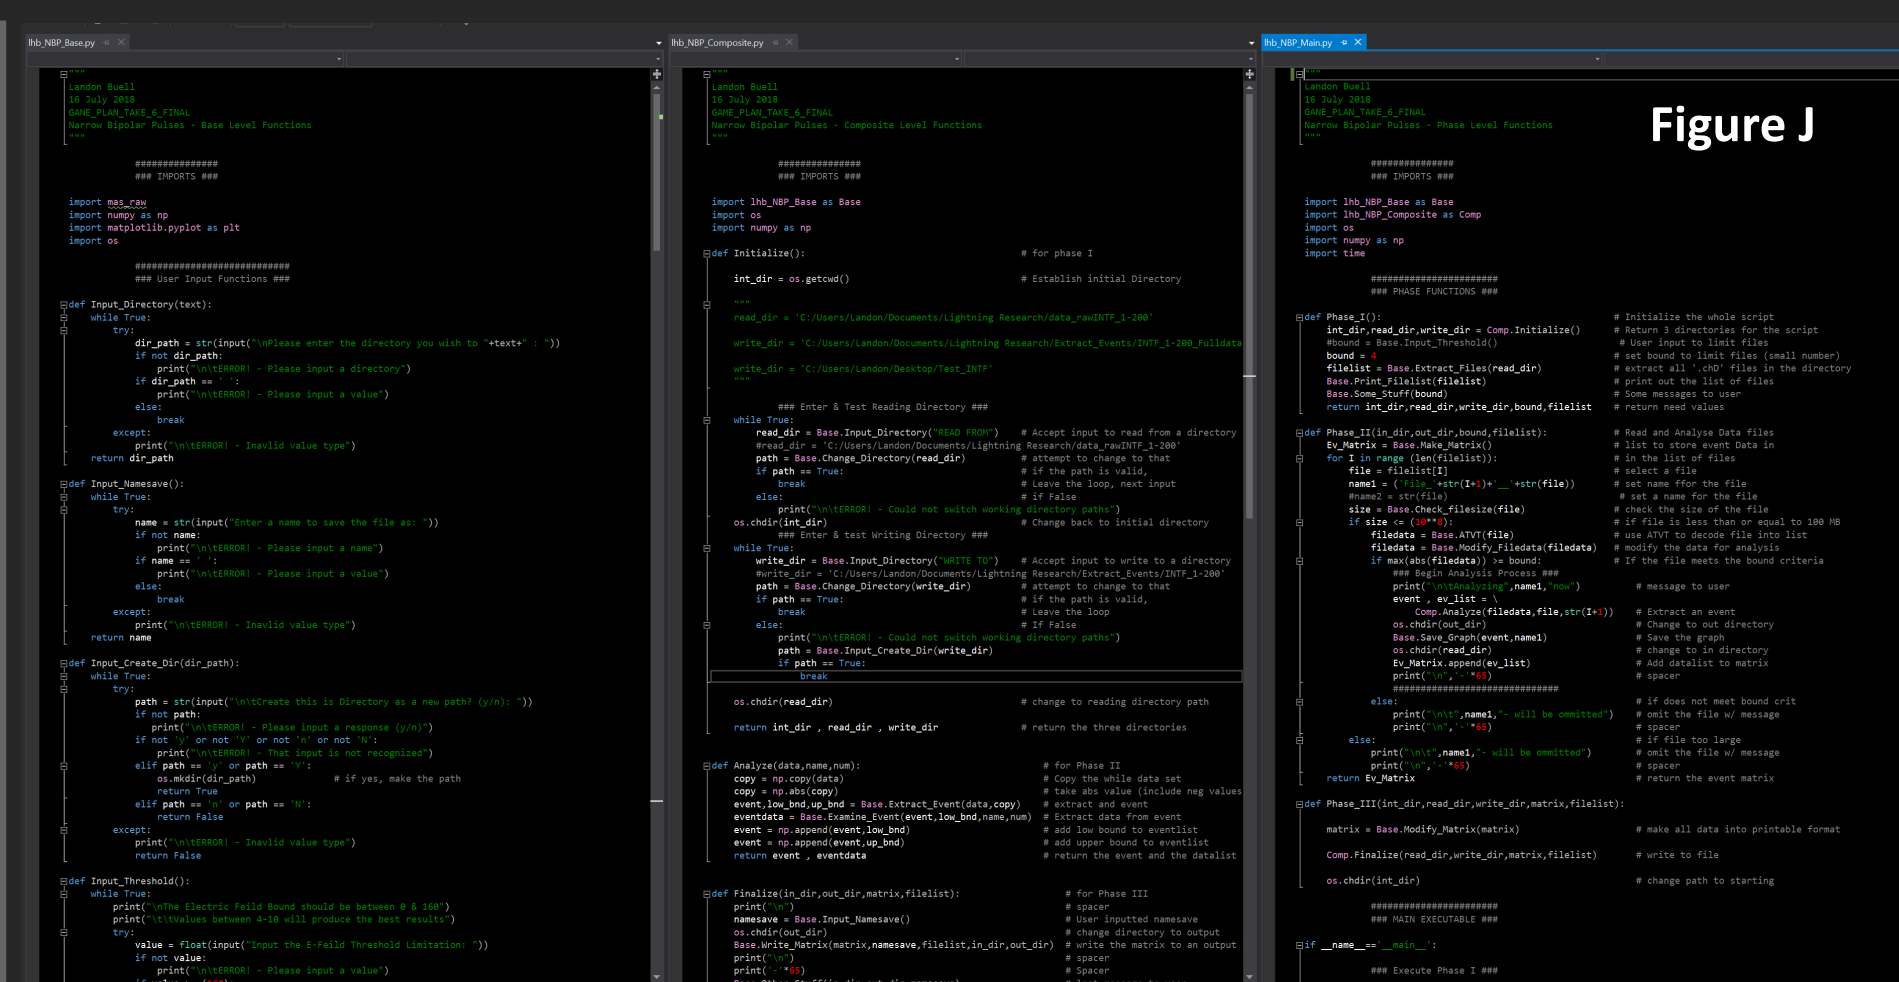 lhb_NBP_Base.py
"""
Landon Buell
16 July 2018
GANE_PLAN_TAKE_6_FINAL
Narrow Bipolar Pulses - Base Level Functions
"""
###############
### IMPORTS ###
import mas_raw
import numpy as np
import matplotlib.pyplot as plt
import os
############################
### User Input Functions ###
def Input_Directory(text):
while True:
try:
dir_path = str(input("\nPlease enter the directory you wish to "+text+" : "))
if not dir_path:
print("\n\tERROR! - Please input a directory")
if dir_path == ' ':
print("\n\tERROR! - Please input a value")
else:
break
except:
print("\n\tERROR! - Inavlid value type")
return dir_path
def Input_Namesave():
while True:
try:
name = str(input("Enter a name to save the file as: "))
if not name:
print("\n\tERROR! - Please input a name")
if name == ' ':
print("\n\tERROR! - Please input a value")
else:
break
except:
print("\n\tERROR! - Inavlid value type")
return name
def Input_Create_Dir(dir_path):
while True:
try:
path = str(input("\n\tCreate this is Directory as a new path? (y/n): "))
if not path:
print("\n\tERROR! - Please input a response (y/n)")
if not 'y' or not 'Y' or not 'n' or not 'N':
print("\n\tERROR! - That input is not recognized")
elif path == 'y' or path == 'Y':
os.mkdir(dir_path) # if yes, make the path
return True
elif path == 'n' or path == 'N':
return False
except:
print("\n\tERROR! - Inavlid value type")
return False
def Input_Threshold():
while True:
print("\nThe Electric Feild Bound should be between 0 & 160")
print("\t\tValues between 4-10 will produce the best results")
try:
value = float(input("Input the E-Feild Threshold Limitation: "))
if not value:
print("\n\tERROR! - Please input a value")
lhb_NBP_Composite.py
"""
Landon Buell
16 July 2018
GAME_PLAN_TAKE_6_FINAL
Narrow Bipolar Pulses - Composite Level Functions
"""
###############
### IMPORTS ###
import lhb_NBP_Base as Base
import os
import numpy as np
def Initialize(): # for phase I
int_dir = os.getcwd() # Establish initial Directory
"""
read_dir = 'C:/Users/Landon/Documents/Lightning Research/data_rawINTF_1-200'
write_dir = 'C:/Users/Landon/Documents/Lightning Research/Extract_Events/INTF_1-200_Fulldata
write_dir = 'C:/Users/Landon/Desktop/Test_INTF'
"""
### Enter & Test Reading Directory ###
while True:
read_dir = Base.Input_Directory("READ FROM") # Accept input to read from a directory
#read_dir = 'C:/Users/Landon/Documents/Lightning Research/data_rawINTF_1-200'
path = Base.Change_Directory(read_dir) # attempt to change to that
if path == True: # if the path is valid,
break # Leave the loop, next input
else: # if False
print("\n\tERROR! - Could not switch working directory paths")
os.chdir(int_dir) # Change back to initial directory
### Enter & test Writing Directory ###
while True:
write_dir = Base.Input_Directory("WRITE TO") # Accept input to write to a directory
#write_dir = 'C:/Users/Landon/Documents/Lightning Research/Extract_Events/INTF_1-200'
path = Base.Change_Directory(write_dir) # attempt to change to that
if path == True: # if the path is valid,
break # Leave the loop
else: # If False
print("\n\tERROR! - Could not switch working directory paths")
path = Base.Input_Create_Dir(write_dir)
if path == True:
break
os.chdir(read_dir) # change to reading directory path
return int_dir , read_dir , write_dir # return the three directories
def Analyze(data,name,num): # for Phase II
copy = np.copy(data) # Copy the while data set
copy = np.abs(copy) # take abs value (include neg values
event,low_bnd,up_bnd = Base.Extract_Event(data,copy) # extract and event
eventdata = Base.Examine_Event(event,low_bnd,name,num) # Extract data from event
event = np.append(event,low_bnd) # add low bound to eventlist
event = np.append(event,up_bnd) # add upper bound to eventlist
return event , eventdata # return the event and the datalist
def Finalize(in_dir,out_dir,matrix,filelist): # for Phase III
print("\n") # spacer
namesave = Base.Input_Namesave() # User inputted namesave
os.chdir(out_dir) # change directory to output
Base.Write_Matrix(matrix,namesave,filelist,in_dir,out_dir) # write the matrix to an output
print("\n") # spacer
print('-'*65) # Spacer
lhb_NBP_Main.py
"""
Landon Buell
16 July 2018
GAME_PLAN_TAKE_6_FINAL
Narrow Bipolar Pulses - Phase Level Functions
"""
Figure J
###############
### IMPORTS ###
import lhb_NBP_Base as Base
import lhb_NBP_Composite as Comp
import os
import numpy as np
import time
#######################
### PHASE FUNCTIONS ###
def Phase_I(): # Initialize the whole script
int_dir,read_dir,write_dir = Comp.Initialize() # Return 3 directories for the script
#bound = Base.Input_Threshold() # User input to limit files
bound = 4 # set bound to limit files (small number)
filelist = Base.Extract_Files(read_dir) # extract all '.chD' files in the directory
Base.Print_Filelist(filelist) # print out the list of files
Base.Some_Stuff(bound) # Some messages to user
return int_dir,read_dir,write_dir,bound,filelist # return need values
def Phase_II(in_dir,out_dir,bound,filelist): # Read and Analyse Data files
Ev_Matrix = Base.Make_Matrix() # list to store event Data in
for I in range (len(filelist)): # in the list of files
file = filelist[I] # select a file
name1 = ('File_'+str(I+1)+'__'+str(file)) # set name ffor the file
#name2 = str(file) # set a name for the file
size = Base.Check_filesize(file) # check the size of the file
if size <= (10**8): # if file is less than or equal to 100 MB
filedata = Base.ATVT(file) # use ATVT to decode file into list
filedata = Base.Modify_Filedata(filedata) # modify the data for analysis
if max(abs(filedata)) >= bound: # If the file meets the bound criteria
### Begin Analysis Process ###
print("\n\tAnalyzing",name1,"now") # message to user
event , ev_list = \
Comp.Analyze(filedata,file,str(I+1)) # Extract an event
os.chdir(out_dir) # Change to out directory
Base.Save_Graph(event,name1) # Save the graph
os.chdir(read_dir) # change to in directory
Ev_Matrix.append(ev_list) # Add datalist to matrix
print("\n",'-'*65) # spacer
##############################
else: # if does not meet bound crit
print("\n\t",name1,"- will be ommitted") # omit the file w/ message
print("\n",'-'*65) # spacer
else: # if file too large
print("\n\t",name1,"- will be ommitted") # omit the file w/ message
print("\n",'-'*65) # spacer
return Ev_Matrix # return the event matrix
def Phase_III(int_dir,read_dir,write_dir,matrix,filelist):
matrix = Base.Modify_Matrix(matrix) # make all data into printable format
Comp.Finalize(read_dir,write_dir,matrix,filelist) # write to file
os.chdir(int_dir) # change path to starting
#######################
### MAIN EXECUTABLE ###
if __name__=='__main__':
### Execute Phase I ###